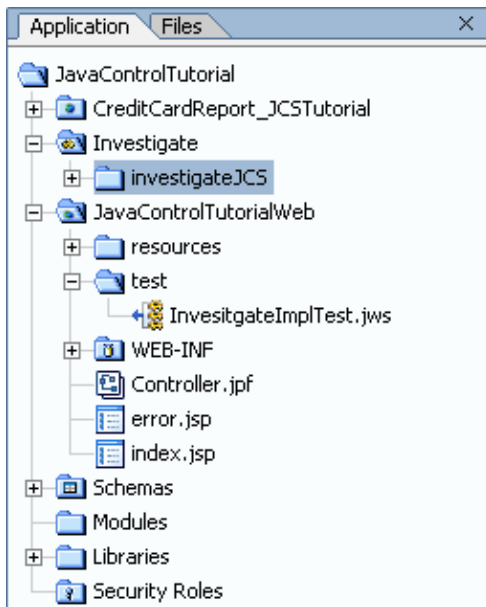 Application Files
JavaControlTutorial
CreditCardReport_JCSTutorial
Investigate
investigateJCS
JavaControlTutorialWeb
resources
test
InvesitgateImplTest.jws
WEB-INF
Controller.jpf
error.jsp
index.jsp
Schemas
Modules
Libraries
Security Roles